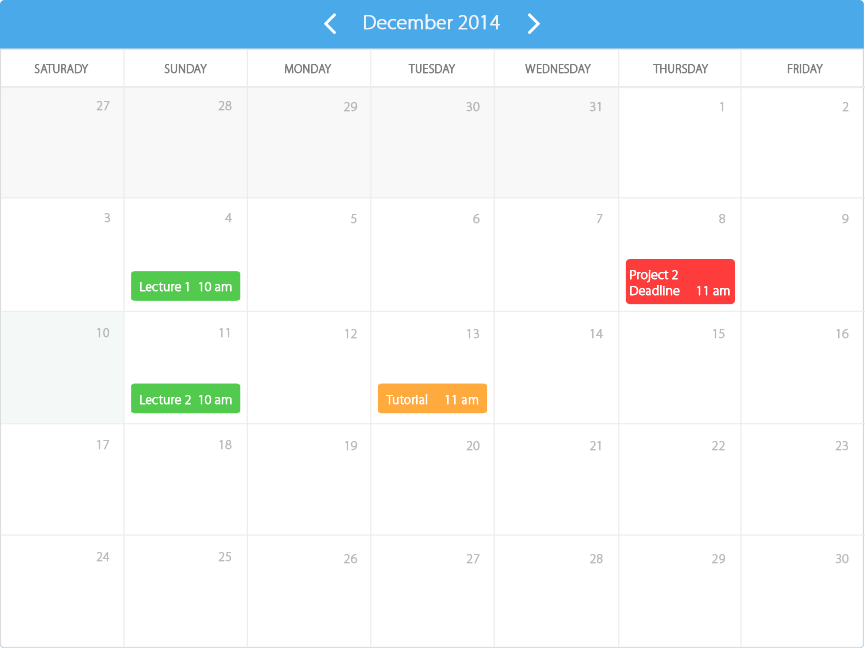 December 2014
SATURADY SUNDAY MONDAY TUESDAY WEDNESDAY THURSDAY FRIDAY
27 28 29 30 31 1 2
3 4 5 6 7 8 9
Lecture 1 10 am
Project 2
Deadline 11 am
10 11 12 13 14 15 16
Lecture 2 10 am
Tutorial 11 am
17 18 19 20 21 22 23
24 25 26 27 28 29 30